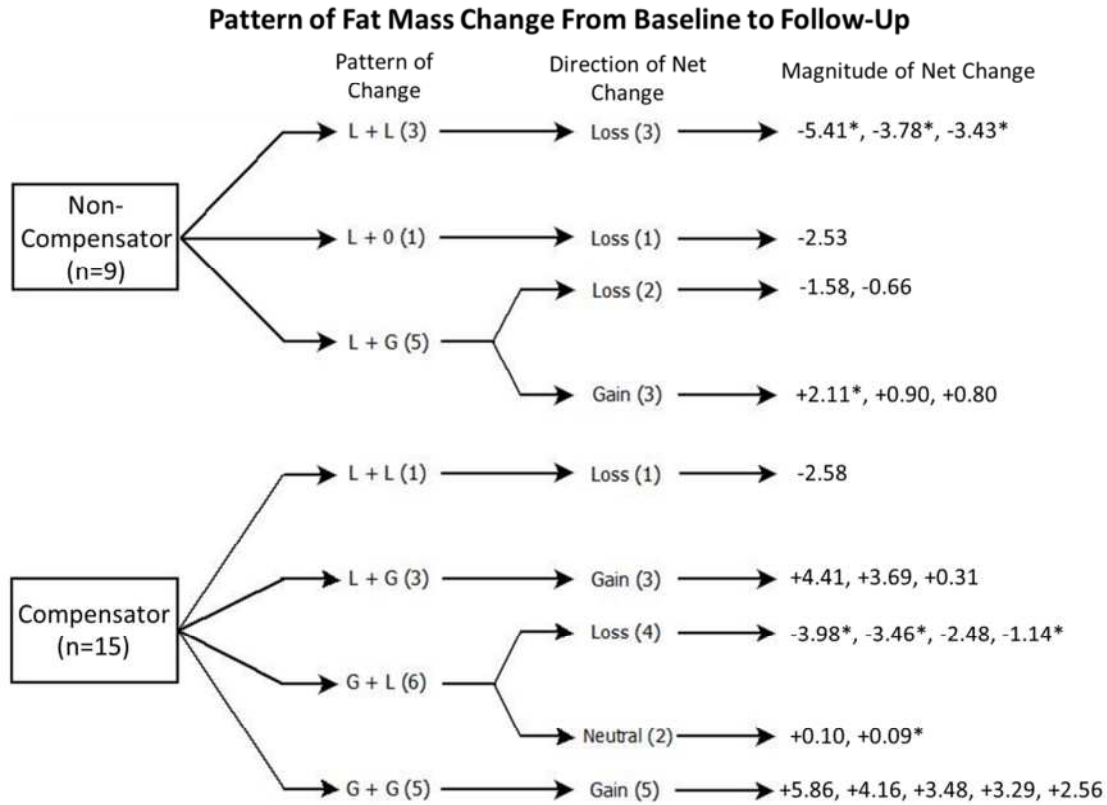 Pattern of Fat Mass Change From Baseline to Follow-Up
Pattern of
Change
Direction of Net
Change
Magnitude of Net Change
Non-
Compensator
(n=9)
L + L (3)
Loss (3)
-5.41*, -3.78*, -3.43*
L + 0 (1)
Loss (1)
-2.53
L + G (5)
Loss (2)
-1.58, -0.66
Gain (3)
+2.11*, +0.90, +0.80
Compensator
(n=15)
L + L (1)
Loss (1)
-2.58
L + G (3)
Gain (3)
+4.41, +3.69, +0.31
G + L (6)
Loss (4)
-3.98*, -3.46*, -2.48, -1.14*
Neutral (2)
+0.10, +0.09*
G + G (5)
Gain (5)
+5.86, +4.16, +3.48, +3.29, +2.56